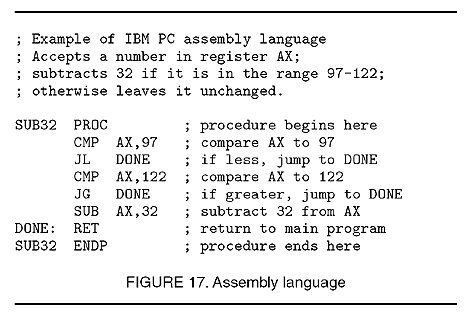 ; Example of IBM PC assembly language
; Accepts a number in register AX;
; subtracts 32 if it is in the range 97-122;
; otherwise leaves it unchanged.
SUB32 PROC ; procedure begins here
CMP AX,97 ; compare AX to 97
JL DONE ; if less, jump to DONE
CMP AX,122 ; compare AX to 122
JG DONE ; if greater, jump to DONE
SUB AX,32 ; subtract 32 from AX
DONE: RET ; return to main program
SUB32 ENDP ; procedure ends here
FIGURE 17. Assembly language